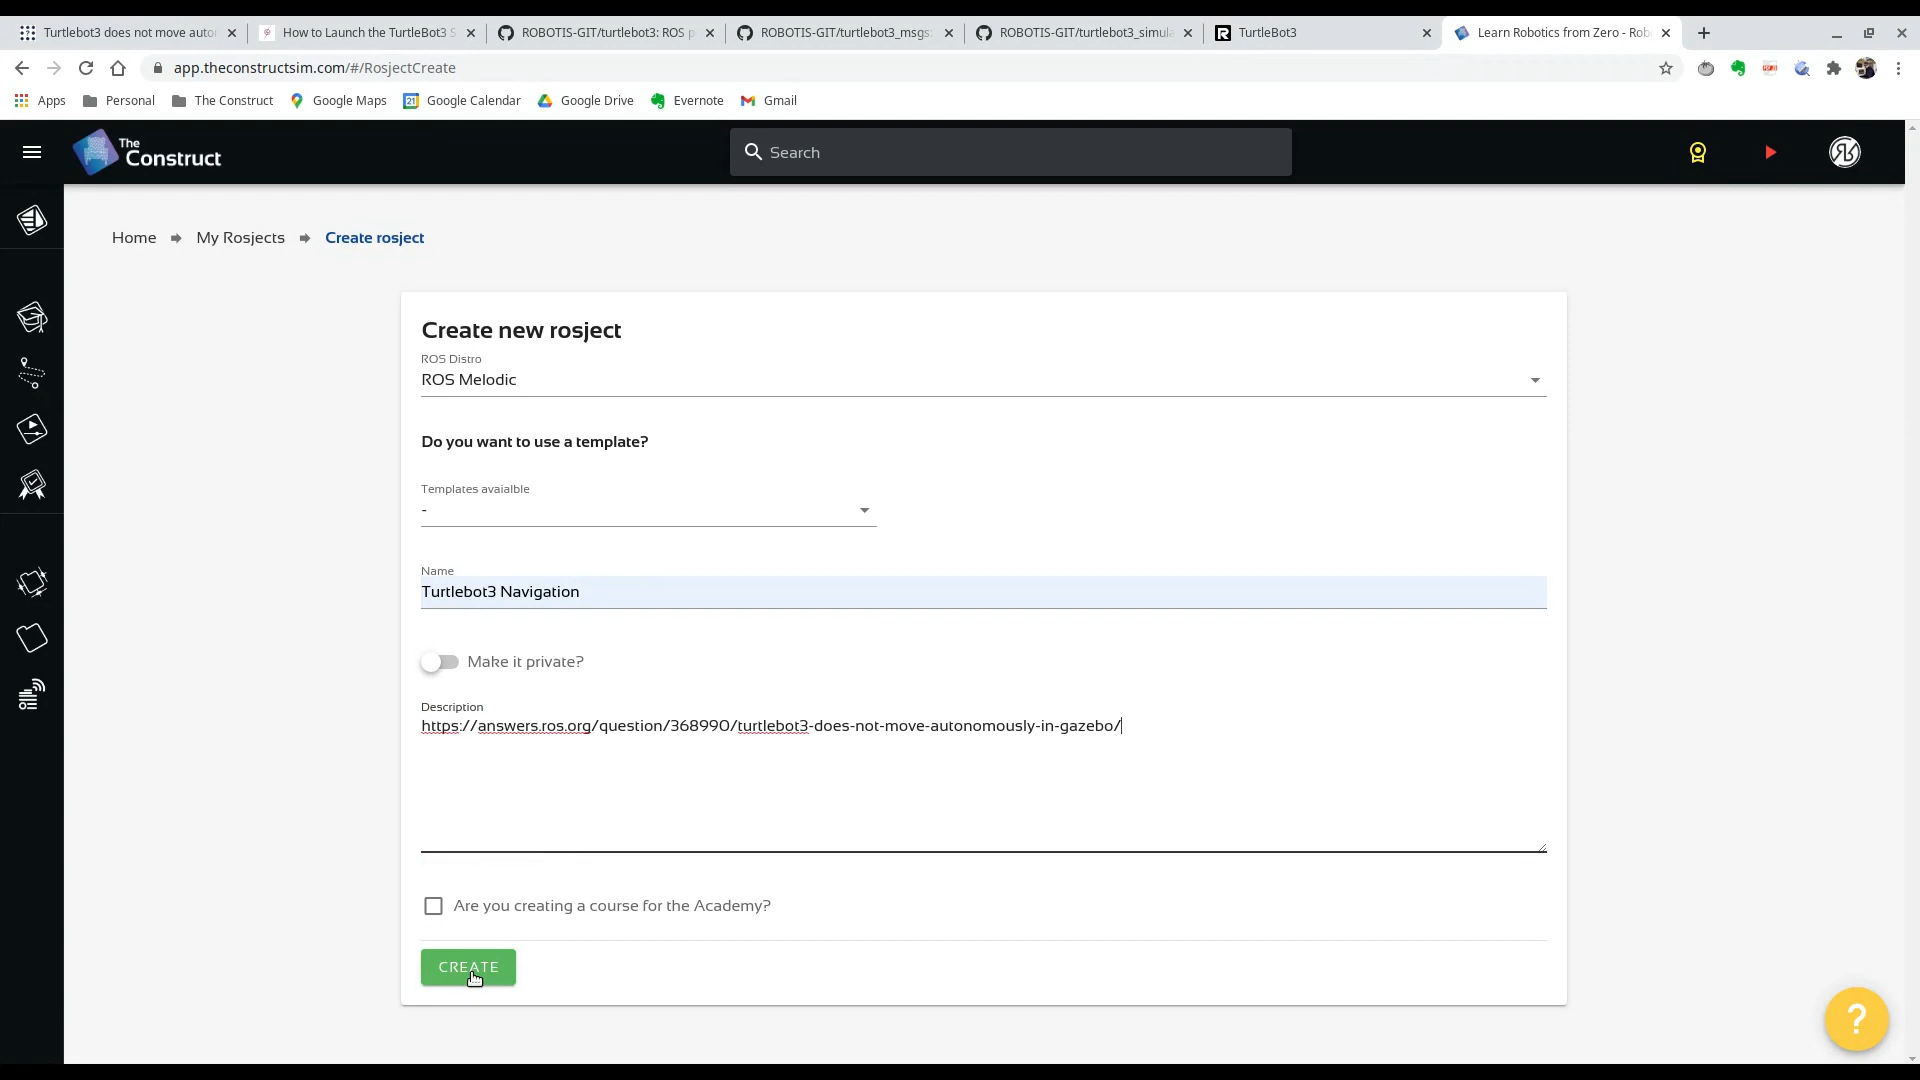 Turtlebot3 does not move auto
How to Launch the TurtleBot3 S
ROBOTIS-GIT/turtlebot3: ROS p
ROBOTIS-GIT/turtlebot3_msgs:
ROBOTIS-GIT/turtlebot3_simula
TurtleBot3
Learn Robotics from Zero - Rob
app.theconstructsim.com/#/RosjectCreate
Apps
Personal
The Construct
Google Maps
Google Calendar
Google Drive
Evernote
Gmail
The
Construct
Search
Home
My Rosjects
Create rosject
Create new rosject
ROS Distro
ROS Melodic
Do you want to use a template?
Templates avaialble
-
Name
Turtlebot3 Navigation
Make it private?
Description
https://answers.ros.org/question/368990/turtlebot3-does-not-move-autonomously-in-gazebo/
Are you creating a course for the Academy?
CREATE
?